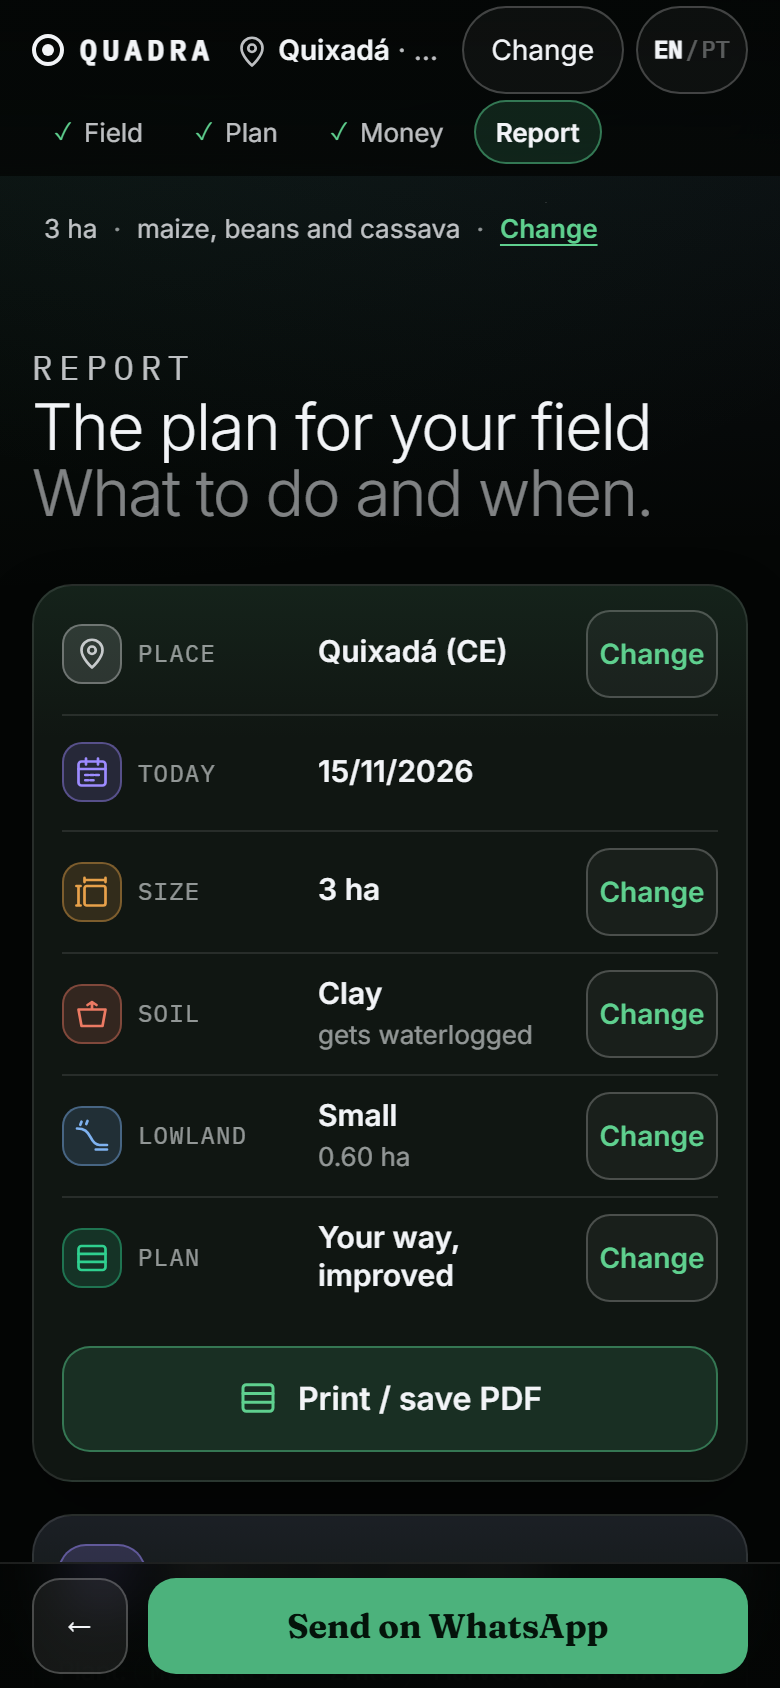 QUADRA Quixadá · ... Change EN/PT
✓ Field ✓ Plan ✓ Money Report
3 ha · maize, beans and cassava · Change
REPORT
The plan for your field
What to do and when.
PLACE Quixadá (CE) Change
TODAY 15/11/2026
SIZE 3 ha Change
SOIL Clay Change
gets waterlogged
LOWLAND Small Change
0.60 ha
PLAN Your way, Change
improved
Print / save PDF
← Send on WhatsApp